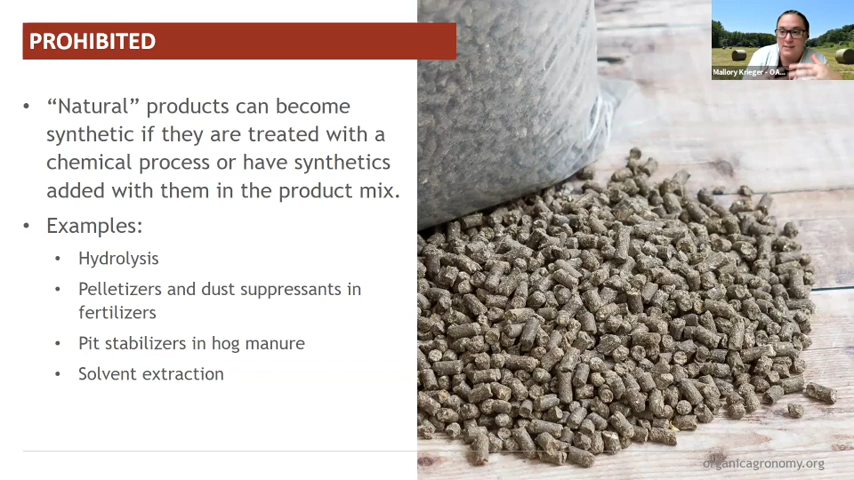 PROHIBITED
• “Natural” products can become
synthetic if they are treated with a
chemical process or have synthetics
added with them in the product mix.
• Examples:
• Hydrolysis
• Pelletizers and dust suppressants in
fertilizers
• Pit stabilizers in hog manure
• Solvent extraction
Mallory Krieger - OA...
organicagronomy.org